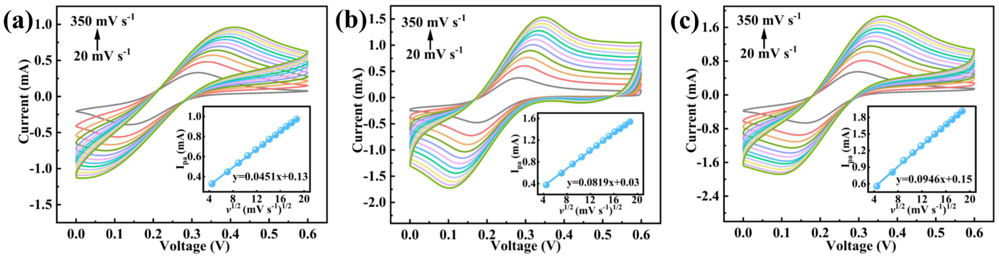 (a)
350 mV s-1
20 mV s-1
1.0
0.5
0.0
-0.5
-1.0
-1.5
Current (mA)
0.0 0.1 0.2 0.3 0.4 0.5 0.6
Voltage (V)
1.0
0.8
0.6
0.4
Ipa (mA)
y=0.0451x+0.13
4 8 12 16 20
v1/2 (mV s-1)1/2
(b)
350 mV s-1
20 mV s-1
1.5
1.0
0.5
0.0
-0.5
-1.0
-1.5
-2.0
Current (mA)
0.0 0.1 0.2 0.3 0.4 0.5 0.6
Voltage (V)
1.6
1.2
0.8
0.4
Ipa (mA)
y=0.0819x+0.03
4 8 12 16 20
v1/2 (mV s-1)1/2
(c)
350 mV s-1
20 mV s-1
1.6
0.8
0.0
-0.8
-1.6
-2.4
Current (mA)
0.0 0.1 0.2 0.3 0.4 0.5 0.6
Voltage (V)
1.8
1.5
1.2
0.9
0.6
Ipa (mA)
y=0.0946x+0.15
4 8 12 16 20
v1/2 (mV s-1)1/2